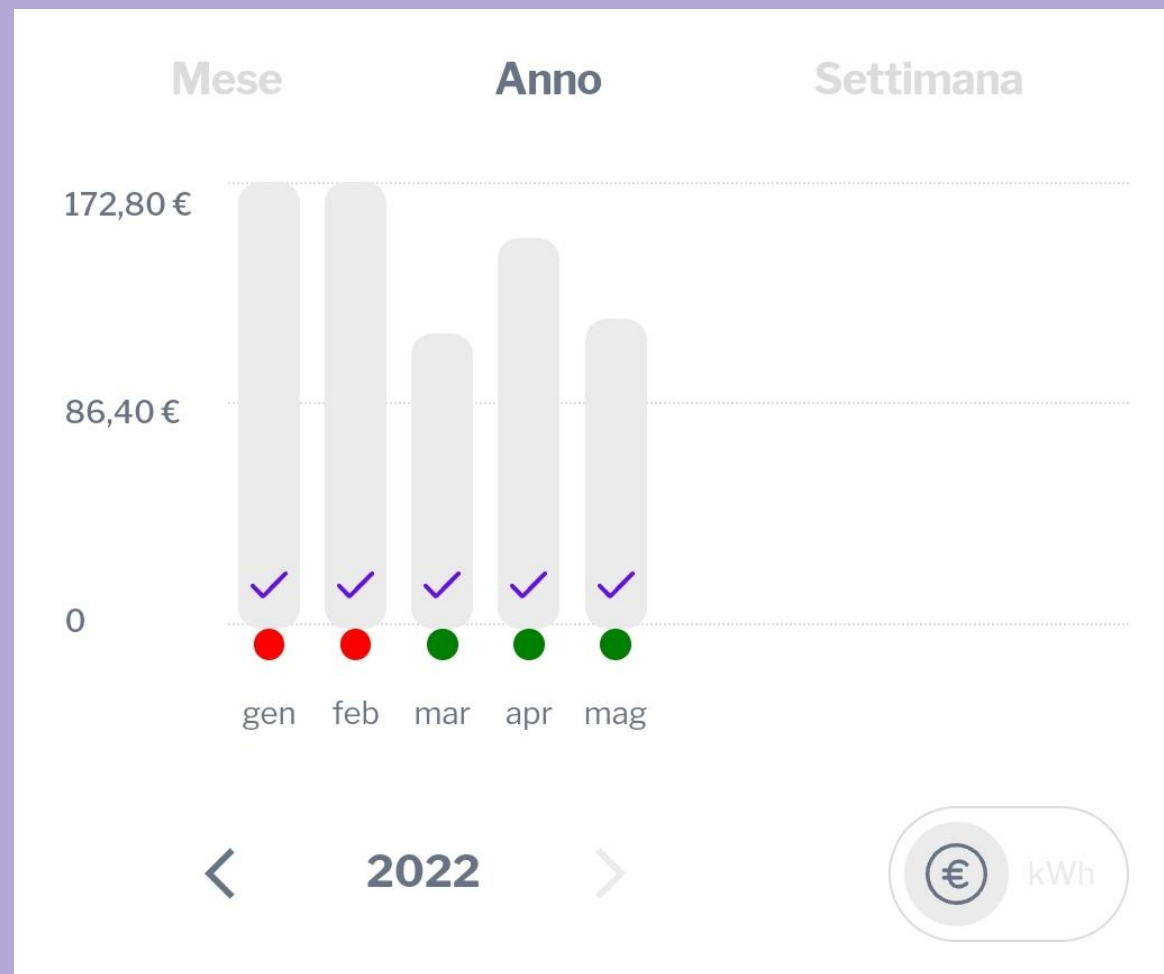 Mese Anno Settimana
172,80 €
86,40 €
0
gen feb mar apr mag
2022
€ kWh